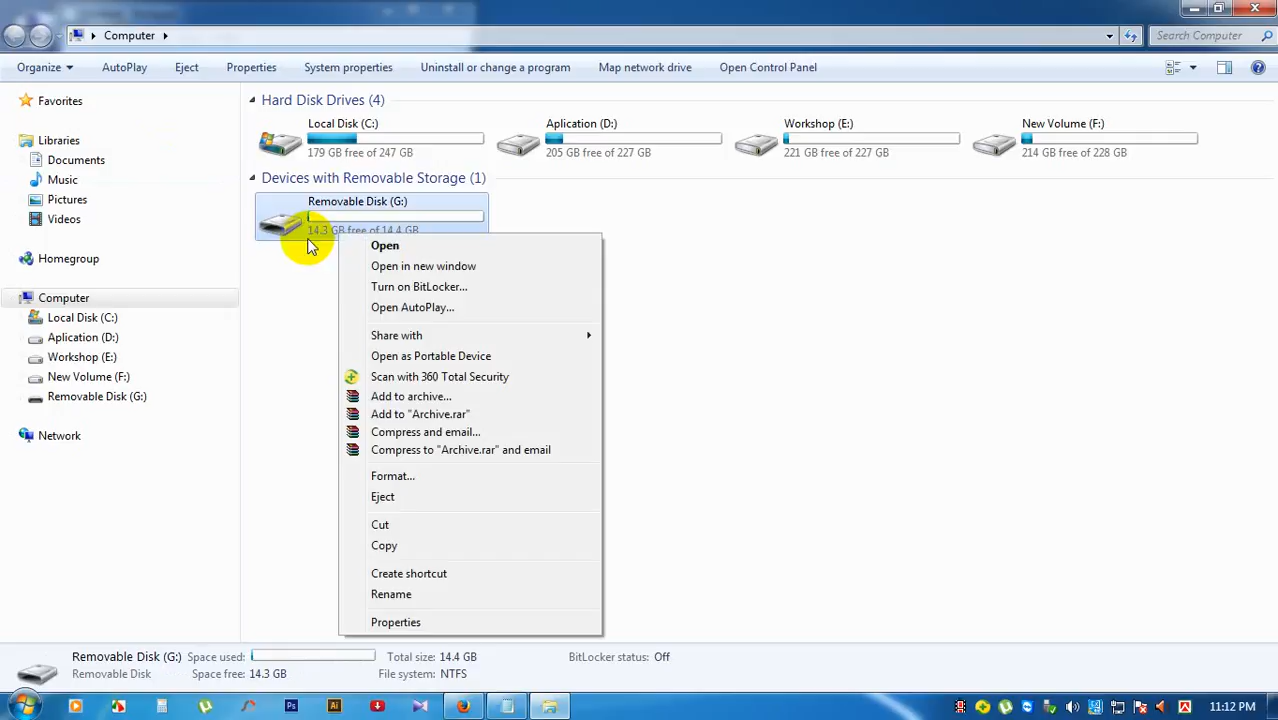 Computer
Search Computer
Organize
AutoPlay
Eject
Properties
System properties
Uninstall or change a program
Map network drive
Open Control Panel
Favorites
Libraries
Documents
Music
Pictures
Videos
Homegroup
Computer
Local Disk (C:)
Aplication (D:)
Workshop (E:)
New Volume (F:)
Removable Disk (G:)
Network
Hard Disk Drives (4)
Local Disk (C:)
179 GB free of 247 GB
Aplication (D:)
205 GB free of 227 GB
Workshop (E:)
221 GB free of 227 GB
New Volume (F:)
214 GB free of 228 GB
Devices with Removable Storage (1)
Removable Disk (G:)
14.3 GB free of 14.4 GB
Open
Open in new window
Turn on BitLocker...
Open AutoPlay...
Share with
Open as Portable Device
Scan with 360 Total Security
Add to archive...
Add to "Archive.rar"
Compress and email...
Compress to "Archive.rar" and email
Format...
Eject
Cut
Copy
Create shortcut
Rename
Properties
Removable Disk (G:)
Space used:
Total size: 14.4 GB
BitLocker status: Off
Removable Disk
Space free: 14.3 GB
File system: NTFS
Ps
Ai
11:12 PM